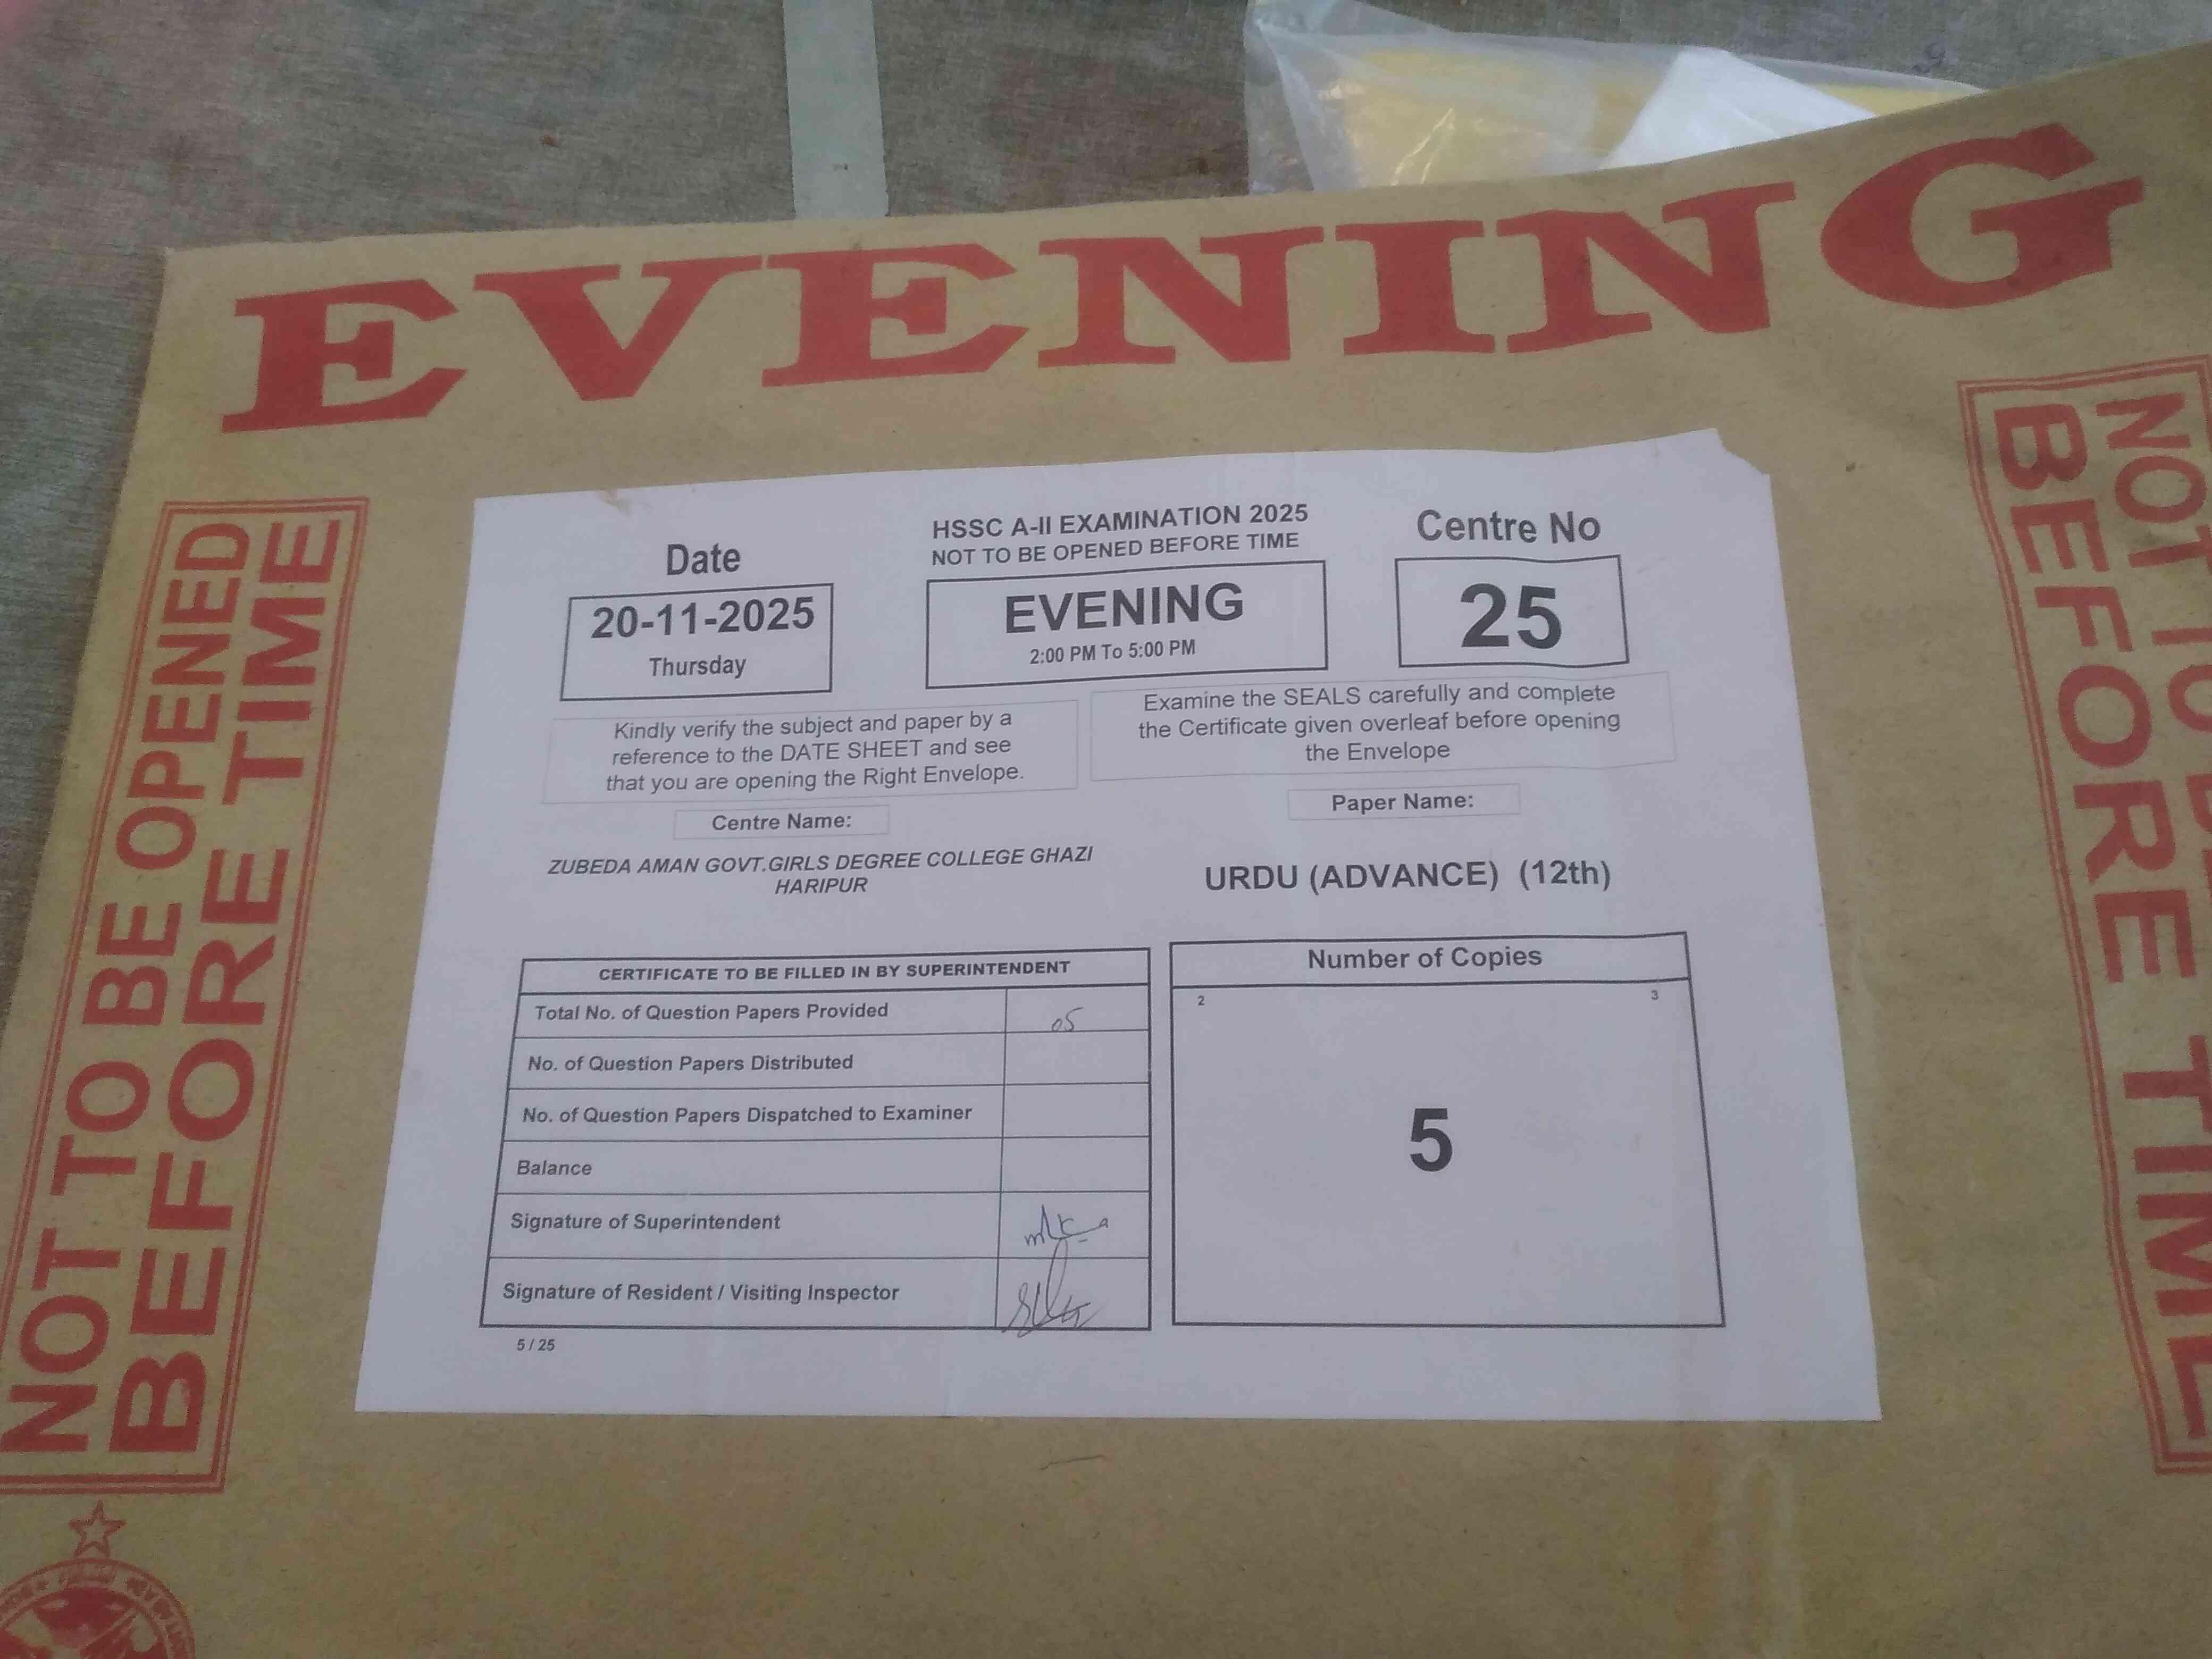 EVENING
NOT TO BE OPENED
BEFORE TIME
HSSC A-II EXAMINATION 2025
NOT TO BE OPENED BEFORE TIME
Date
20-11-2025
Thursday
EVENING
2:00 PM To 5:00 PM
Centre No
25
Kindly verify the subject and paper by a
reference to the DATE SHEET and see
that you are opening the Right Envelope.
Examine the SEALS carefully and complete
the Certificate given overleaf before opening
the Envelope
Centre Name:
ZUBEDA AMAN GOVT.GIRLS DEGREE COLLEGE GHAZI
HARIPUR
Paper Name:
URDU (ADVANCE) (12th)
CERTIFICATE TO BE FILLED IN BY SUPERINTENDENT
Total No. of Question Papers Provided 05
No. of Question Papers Distributed
No. of Question Papers Dispatched to Examiner
Balance
Signature of Superintendent
Signature of Resident / Visiting Inspector
5 / 25
Number of Copies
2 3
5
NOT TO BE
BEFORE TIME